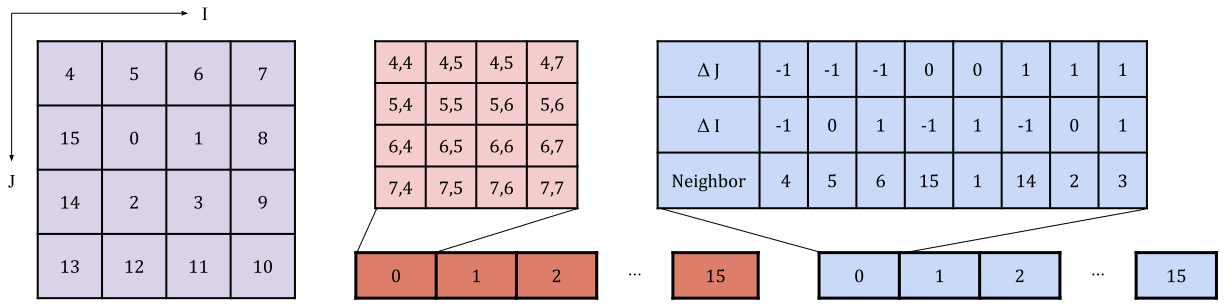 I
J
4 5 6 7
15 0 1 8
14 2 3 9
13 12 11 10
4,4 4,5 4,5 4,7
5,4 5,5 5,6 5,6
6,4 6,5 6,6 6,7
7,4 7,5 7,6 7,7
0 1 2 ... 15
Δ J -1 -1 -1 0 0 1 1 1
Δ I -1 0 1 -1 1 -1 0 1
Neighbor 4 5 6 15 1 14 2 3
0 1 2 ... 15